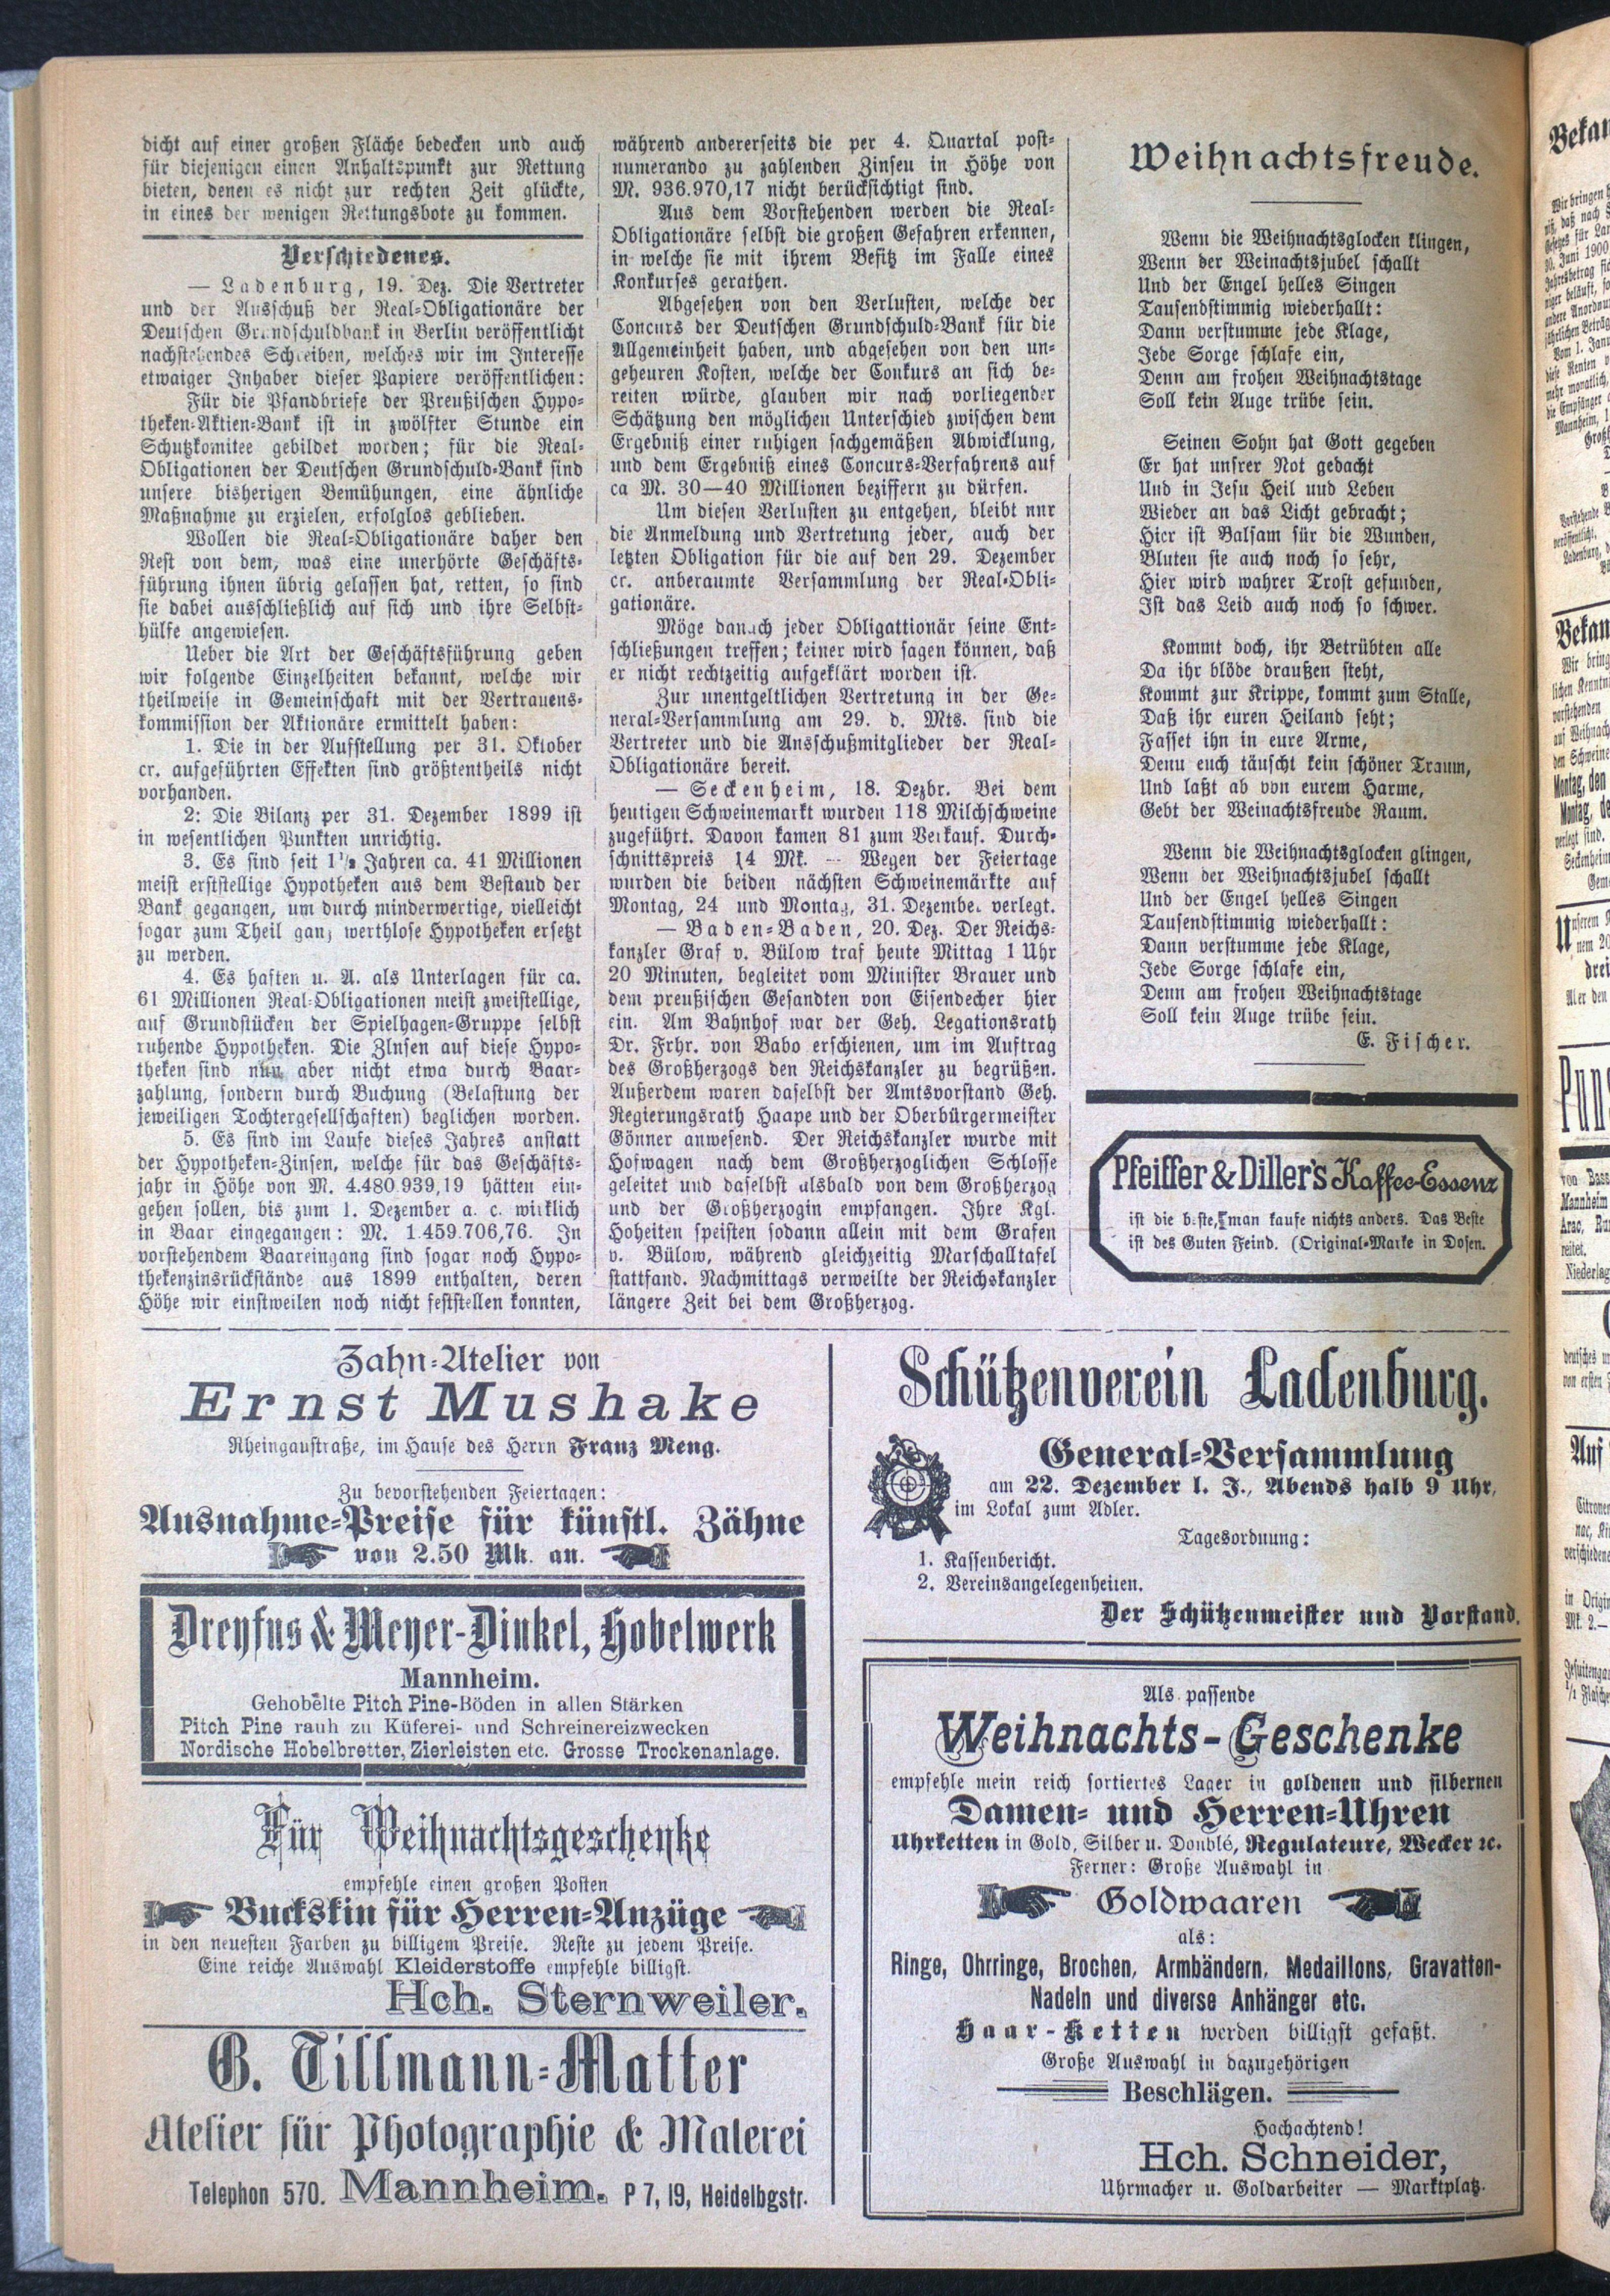 dicht auf einer großen Fläche bedecken und auch
für diejenigen einen Anhaltspunkt zur Rettung
bieten, denen es nicht zur rechten Zeit glückte,
in eines der wenigen Rettungsbote zu kommen.
Verschiedenes.
— Ladenburg, 19. Dez. Die Vertreter
und der Ausschuß der Real-Obligationäre der
Deutschen Grundschuldbank in Berlin veröffentlicht
nachstehendes Schreiben, welches wir im Interesse
etwaiger Inhaber dieser Papiere veröffentlichen:
Für die Pfandbriefe der Preußischen Hypo-
theken-Aktien-Bank ist in zwölfter Stunde ein
Schutzkomitee gebildet worden; für die Real-
Obligationen der Deutschen Grundschuld-Bank sind
unsere bisherigen Bemühungen, eine ähnliche
Maßnahme zu erzielen, erfolglos geblieben.
Wollen die Real-Obligationäre daher den
Rest von dem, was eine unerhörte Geschäfts-
führung ihnen übrig gelassen hat, retten, so sind
sie dabei ausschließlich auf sich und ihre Selbst-
hülfe angewiesen.
Ueber die Art der Geschäftsführung geben
wir folgende Einzelheiten bekannt, welche wir
theilweise in Gemeinschaft mit der Vertrauens-
kommission der Aktionäre ermittelt haben:
1. Die in der Aufstellung per 31. Oktober
cr. aufgeführten Effekten sind größtentheils nicht
vorhanden.
2: Die Bilanz per 31. Dezember 1899 ist
in wesentlichen Punkten unrichtig.
3. Es sind seit 1½ Jahren ca. 41 Millionen
meist erststellige Hypotheken aus dem Bestand der
Bank gegangen, um durch minderwertige, vielleicht
sogar zum Theil ganz werthlose Hypotheken ersetzt
zu werden.
4. Es haften u. A. als Unterlagen für ca.
61 Millionen Real-Obligationen meist zweistellige,
auf Grundstücken der Spielhagen-Gruppe selbst
ruhende Hypotheken. Die Zlnsen auf diese Hypo-
theken sind nun aber nicht etwa durch Baar-
zahlung, sondern durch Buchung (Belastung der
jeweiligen Tochtergesellschaften) beglichen worden.
5. Es sind im Laufe dieses Jahres anstatt
der Hypotheken-Zinsen, welche für das Geschäfts-
jahr in Höhe von M. 4.480 939,19 hätten ein-
gehen sollen, bis zum 1. Dezember a. c. wirklich
in Baar eingegangen: M. 1.459.706,76. In
vorstehendem Baareingang sind sogar noch Hypo-
thekenzinsrückstände aus 1899 enthalten, deren
Höhe wir einstweilen noch nicht feststellen konnten,
während andererseits die per 4. Quartal post-
numerando zu zahlenden Zinsen in Höhe von
M. 936.970,17 nicht berücksichtigt sind.
Aus dem Vorstehenden werden die Real-
Obligationäre selbst die großen Gefahren erkennen,
in welche sie mit ihrem Besitz im Falle eines
Konkurses gerathen.
Abgesehen von den Verlusten, welche der
Concurs der Deutschen Grundschuld-Bank für die
Allgemeinheit haben, und abgesehen von den un-
geheuren Kosten, welche der Conkurs an sich be-
reiten würde, glauben wir nach vorliegender
Schätzung den möglichen Unterschied zwischen dem
Ergebniß einer ruhigen sachgemäßen Abwicklung,
und dem Ergebniß eines Concurs-Verfahrens auf
ca M. 30—40 Millionen beziffern zu dürfen.
Um diesen Verlusten zu entgehen, bleibt nur
die Anmeldung und Vertretung jeder, auch der
letzten Obligation für die auf den 29. Dezember
cr. anberaumte Versammlung der Real-Obli-
gationäre.
Möge danach jeder Obligattionär seine Ent-
schließungen treffen; keiner wird sagen können, daß
er nicht rechtzeitig aufgeklärt worden ist.
Zur unentgeltlichen Vertretung in der Ge-
neral-Versammlung am 29. d. Mts. sind die
Vertreter und die Ansschußmitglieder der Real-
Obligationäre bereit.
— Seckenheim, 18. Dezbr. Bei dem
heutigen Schweinemarkt wurden 118 Milchschweine
zugeführt. Davon kamen 81 zum Verkauf. Durch-
schnittspreis 14 Mk. — Wegen der Feiertage
wurden die beiden nächsten Schweinemärkte auf
Montag, 24 und Montag, 31. Dezember verlegt.
— Baden-Baden, 20. Dez. Der Reichs-
kanzler Graf v. Bülow traf heute Mittag 1 Uhr
20 Minuten, begleitet vom Minister Brauer und
dem preußischen Gesandten von Eisendecher hier
ein. Am Bahnhof war der Geh. Legationsrath
Dr. Frhr. von Babo erschienen, um im Auftrag
des Großherzogs den Reichskanzler zu begrüßen.
Außerdem waren daselbst der Amtsvorstand Geh.
Regierungsrath Haape und der Oberbürgermeister
Gönner anwesend. Der Reichskanzler wurde mit
Hofwagen nach dem Großherzoglichen Schlosse
geleitet und daselbst alsbald von dem Großherzog
und der Großherzogin empfangen. Ihre Kgl.
Hoheiten speisten sodann allein mit dem Grafen
v. Bülow, während gleichzeitig Marschalltafel
stattfand. Nachmittags verweilte der Reichskanzler
längere Zeit bei dem Großherzog.
Weihnachtsfreude.
Wenn die Weihnachtsglocken klingen,
Wenn der Weinachtsjubel schallt
Und der Engel helles Singen
Tausendstimmig wiederhallt:
Dann verstumme jede Klage,
Jede Sorge schlafe ein,
Denn am frohen Weihnachtstage
Soll kein Auge trübe sein.
Seinen Sohn hat Gott gegeben
Er hat unsrer Not gedacht
Und in Jesu Heil und Leben
Wieder an das Licht gebracht;
Hier ist Balsam für die Wunden,
Bluten sie auch noch so sehr,
Hier wird wahrer Trost gefunden,
Ist das Leid auch noch so schwer.
Kommt doch, ihr Betrübten alle
Da ihr blöde draußen steht,
Kommt zur Krippe, kommt zum Stalle,
Daß ihr euren Heiland seht;
Fasset ihn in eure Arme,
Denn euch täuscht kein schöner Traum,
Und laßt ab von eurem Harme,
Gebt der Weinachtsfreude Raum.
Wenn die Weihnachtsglocken glingen,
Wenn der Weihnachtsjubel schallt
Und der Engel helles Singen
Tausendstimmig wiederhallt:
Dann verstumme jede Klage,
Jede Sorge schlafe ein,
Denn am frohen Weihnachtstage
Soll kein Auge trübe sein.
E. Fischer.
Pfeiffer & Diller's Kaffee-Essenz
ist die beste, man kaufe nichts anders. Das Beste
ist des Guten Feind. (Original-Marke in Dosen.
Zahn-Atelier von
Ernst Mushake
Rheingaustraße, im Hause des Herrn Franz Meng.
Zu bevorstehenden Feiertagen:
Ausnahme-Preise für künstl. Zähne
von 2.50 Mk. an.
Dreyfus & Meyer-Dinkel, Hobelwerk
Mannheim.
Gehobelte Pitch Pine-Böden in allen Stärken
Pitch Pine rauh zu Küferei- und Schreinereizwecken
Nordische Hobelbretter, Zierleisten etc. Grosse Trockenanlage.
Für Weihnachtsgeschenke
empfehle einen großen Posten
Buckskin für Herren-Anzüge
in den neuesten Farben zu billigem Preise. Reste zu jedem Preise.
Eine reiche Auswahl Kleiderstoffe empfehle billigst.
Hch. Sternweiler.
G. Tillmann-Matter
Atelier für Photographie & Malerei
Telephon 570. Mannheim. P 7, 19, Heidelbgstr.
Schützenverein Ladenburg.
General-Versammlung
am 22. Dezember l. J., Abends halb 9 Uhr,
im Lokal zum Adler.
Tagesordnung:
1. Kassenbericht.
2. Vereinsangelegenheiten.
Der Schützenmeister und Vorstand.
Als passende
Weihnachts-Geschenke
empfehle mein reich sortiertes Lager in goldenen und silbernen
Damen- und Herren-Uhren
Uhrketten in Gold, Silber u. Doublé, Regulateure, Wecker ꝛc.
Ferner: Große Auswahl in
Goldwaaren
als:
Ringe, Ohrringe, Brochen, Armbändern, Medaillons, Gravatten-
Nadeln und diverse Anhänger etc.
Haar-Ketten werden billigst gefaßt.
Große Auswahl in dazugehörigen
Beschlägen.
Hochachtend!
Hch. Schneider,
Uhrmacher u. Goldarbeiter — Marktplatz.